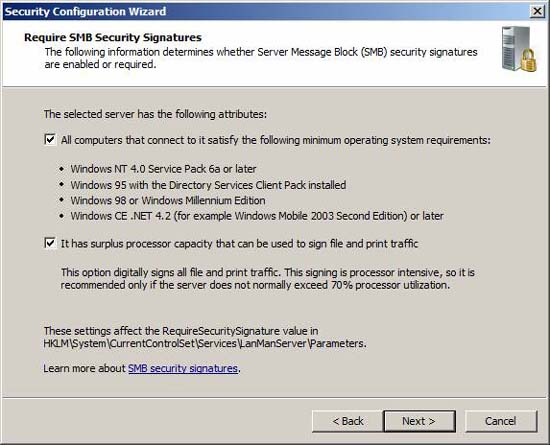 Security Configuration Wizard
Require SMB Security Signatures
The following information determines whether Server Message Block (SMB) security signatures
are enabled or required.
The selected server has the following attributes:
All computers that connect to it satisfy the following minimum operating system requirements:
• Windows NT 4.0 Service Pack 6a or later
• Windows 95 with the Directory Services Client Pack installed
• Windows 98 or Windows Millennium Edition
• Windows CE .NET 4.2 (for example Windows Mobile 2003 Second Edition) or later
It has surplus processor capacity that can be used to sign file and print traffic
This option digitally signs all file and print traffic. This signing is processor intensive, so it is
recommended only if the server does not normally exceed 70% processor utilization.
These settings affect the RequireSecuritySignature value in
HKLM\System\CurrentControlSet\Services\LanManServer\Parameters.
Learn more about SMB security signatures.
< Back Next > Cancel